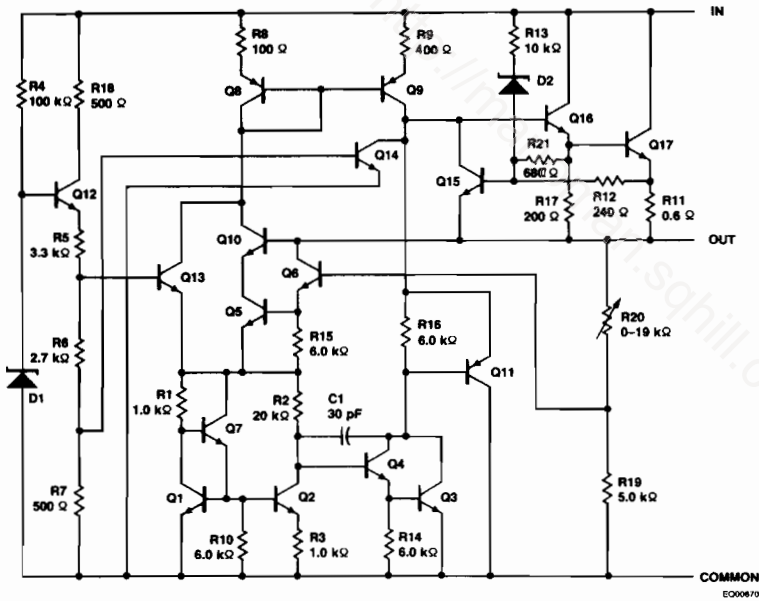 IN
R8
100 Ω
R9
400 Ω
R13
10 kΩ
D2
R4
100 kΩ
R18
500 Ω
Q8
Q9
Q16
Q17
Q14
R21
680 Ω
Q12
Q15
R17
200 Ω
R12
240 Ω
R11
0.6 Ω
R5
3.3 kΩ
Q10
OUT
Q13
Q6
Q5
R6
2.7 kΩ
R15
6.0 kΩ
R16
6.0 kΩ
R20
0–19 kΩ
Q11
D1
R1
1.0 kΩ
R2
20 kΩ
C1
30 pF
Q7
Q4
R7
500 Ω
Q1
Q2
Q3
R19
5.0 kΩ
R10
6.0 kΩ
R3
1.0 kΩ
R14
6.0 kΩ
COMMON
EQ00670